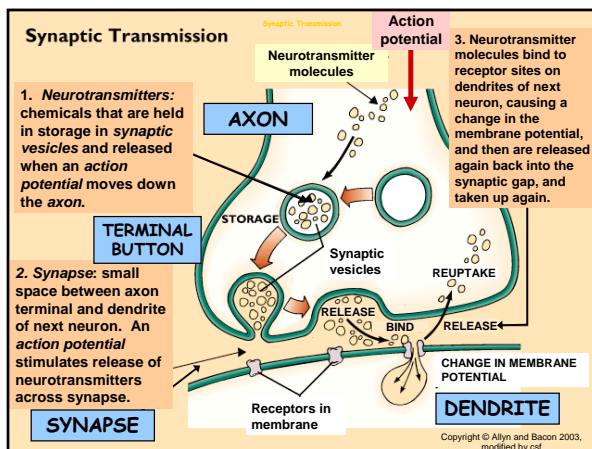 Synaptic Transmission
Synaptic Transmission
Action
potential
Neurotransmitter
molecules
1. Neurotransmitters:
chemicals that are held
in storage in synaptic
vesicles and released
when an action
potential moves down
the axon.
AXON
3. Neurotransmitter
molecules bind to
receptor sites on
dendrites of next
neuron, causing a
change in the
membrane potential,
and then are released
again back into the
synaptic gap, and
taken up again.
STORAGE
TERMINAL
BUTTON
Synaptic
vesicles
2. Synapse: small
space between axon
terminal and dendrite
of next neuron. An
action potential
stimulates release of
neurotransmitters
across synapse.
REUPTAKE
RELEASE
BIND
RELEASE
CHANGE IN MEMBRANE
POTENTIAL
SYNAPSE
Receptors in
membrane
DENDRITE
Copyright © Allyn and Bacon 2003,
modified by csf